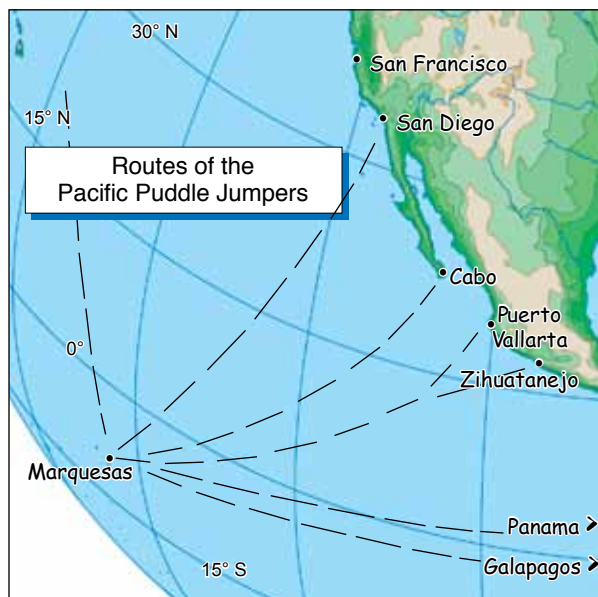 30° N
San Francisco
15° N
San Diego
Routes of the
Pacific Puddle Jumpers
Cabo
Puerto
Vallarta
0°
Zihuatanejo
Marquesas
Panama
Galapagos
15° S